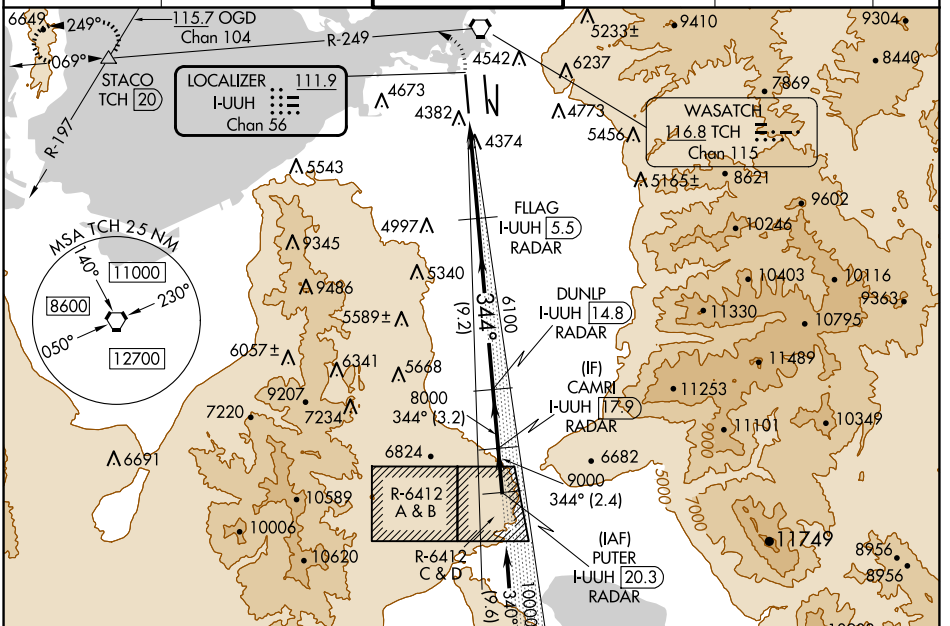 6649
249°
069°
STACO
TCH 20
R-197
115.7 OGD
Chan 104
R-249
LOCALIZER 111.9
I-UUH
Chan 56
4673
4382
4542
4374
5233±
6237
4773
5456
9410
9304
8440
7869
WASATCH
116.8 TCH
Chan 115
5165±
8621
9602
10246
10403
10116
9363
11330
10795
11489
11253
11101
10349
9000
5543
4997
9345
5340
9486
5589±
6057±
6341
5668
9207
7220
7234
6691
6824
6682
MSA TCH 25 NM
140°
11000
8600
230°
050°
12700
FLLAG
I-UUH 5.5
RADAR
344°
6100
(9.2)
DUNLP
I-UUH 14.8
RADAR
(IF)
CAMRI
I-UUH 17.9
RADAR
8000
344° (3.2)
9000
344° (2.4)
5000
7000
R-6412
A & B
R-6412
C & D
(IAF)
PUTER
I-UUH 20.3
RADAR
10589
10006
10620
340°
10000
(9.6)
11749
8956
8956